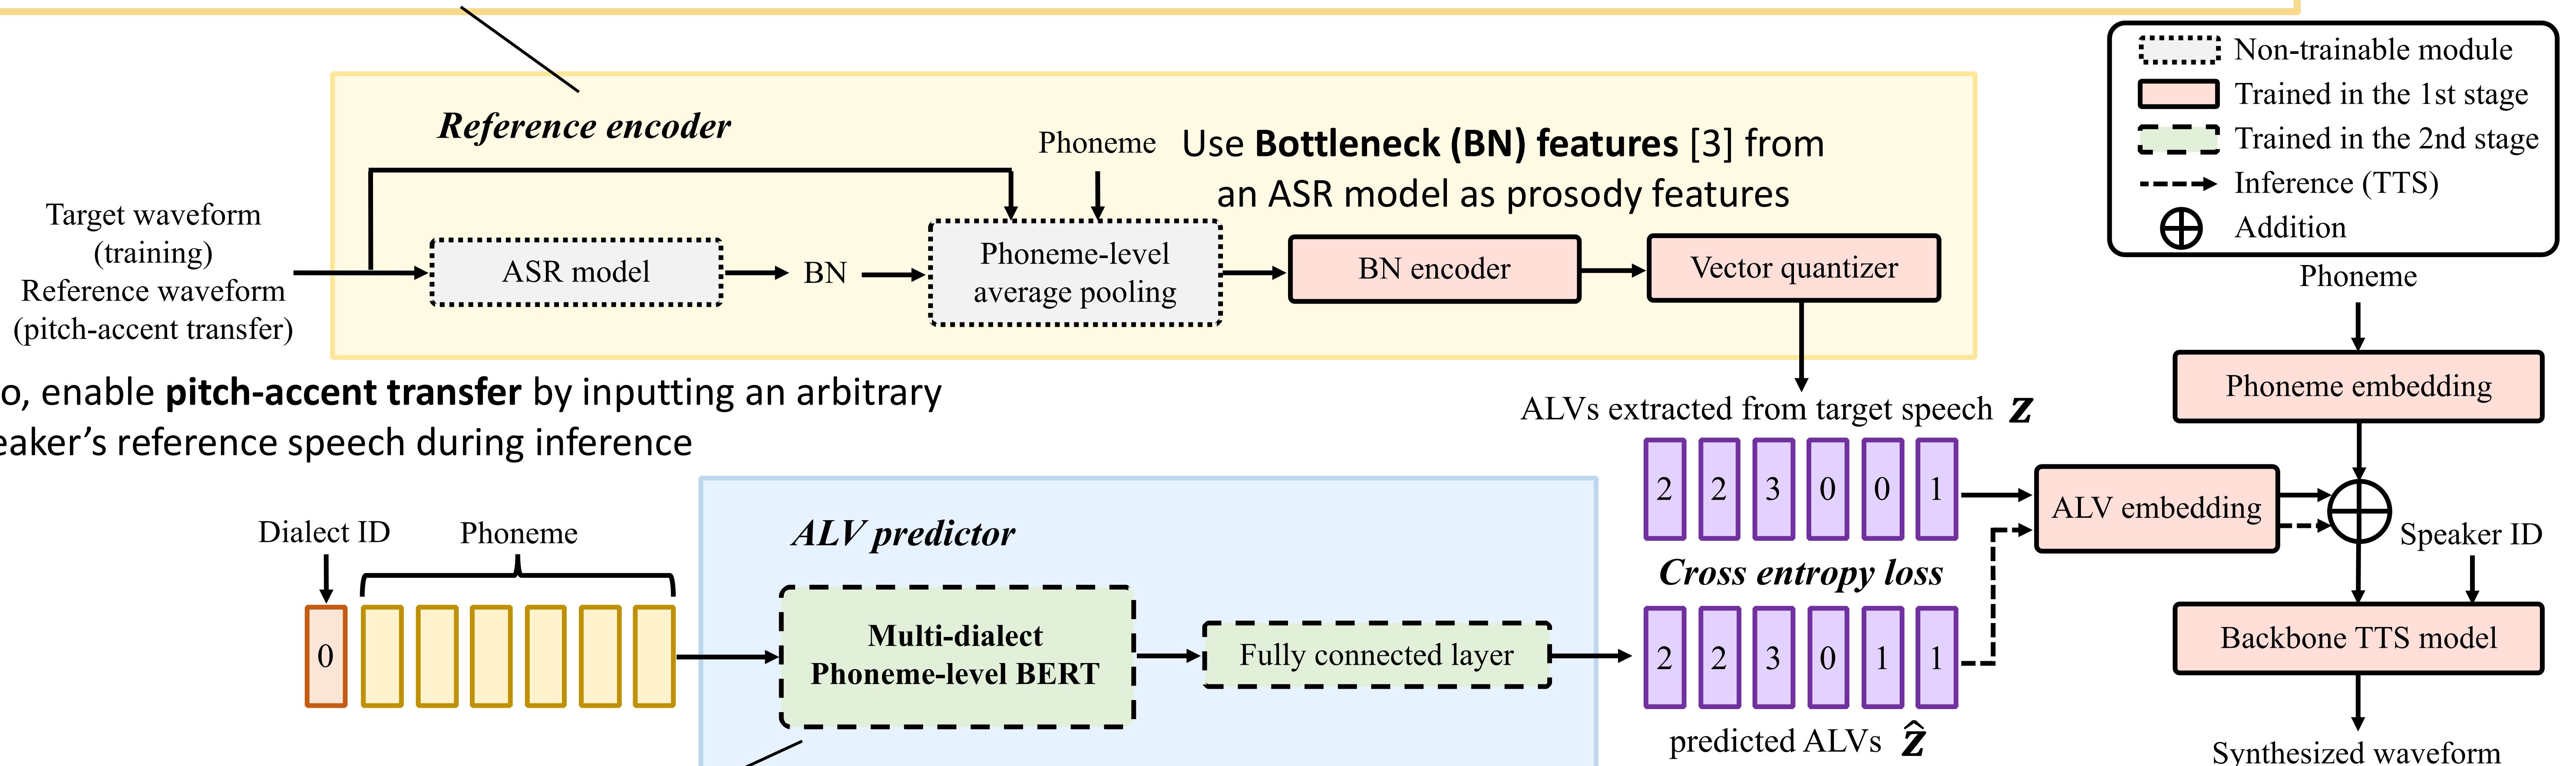 Non-trainable module
Trained in the 1st stage
Trained in the 2nd stage
Inference (TTS)
Addition
Reference encoder
Phoneme
Use Bottleneck (BN) features [3] from
an ASR model as prosody features
Target waveform
(training)
Reference waveform
(pitch-accent transfer)
ASR model
BN
Phoneme-level
average pooling
BN encoder
Vector quantizer
Phoneme
Phoneme embedding
o, enable pitch-accent transfer by inputting an arbitrary
eaker's reference speech during inference
ALVs extracted from target speech z
2 2 3 0 0 1
ALV embedding
Speaker ID
Dialect ID
Phoneme
ALV predictor
Cross entropy loss
0
Multi-dialect
Phoneme-level BERT
Fully connected layer
2 2 3 0 1 1
Backbone TTS model
predicted ALVs ẑ
Synthesized waveform